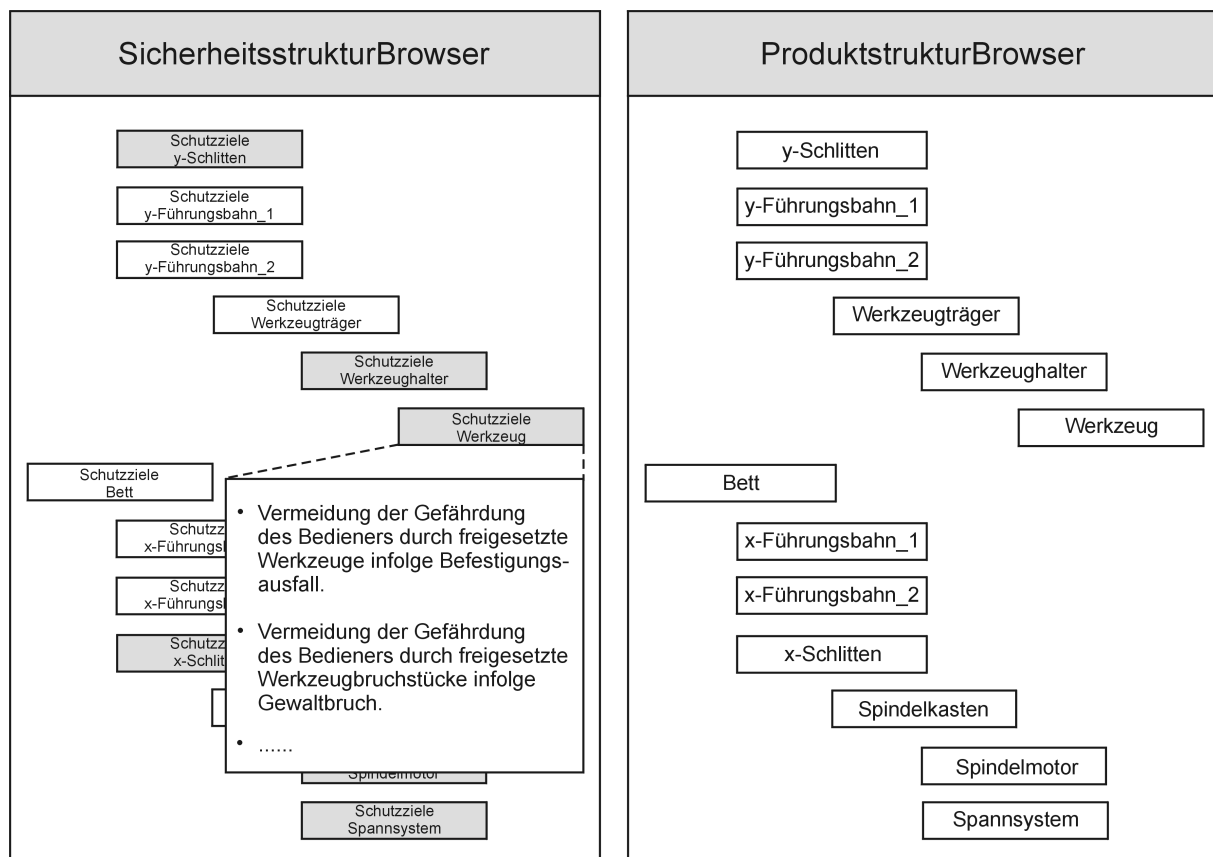 SicherheitsstrukturBrowser
Schutzziele
y-Schlitten
Schutzziele
y-Führungsbahn_1
Schutzziele
y-Führungsbahn_2
Schutzziele
Werkzeugträger
Schutzziele
Werkzeughalter
Schutzziele
Werkzeug
Schutzziele
Bett
• Vermeidung der Gefährdung
des Bedieners durch freigesetzte
Werkzeuge infolge Befestigungs-
ausfall.
• Vermeidung der Gefährdung
des Bedieners durch freigesetzte
Werkzeugbruchstücke infolge
Gewaltbruch.
• ......
Spindelmotor
Schutzziele
Spannsystem
ProduktstrukturBrowser
y-Schlitten
y-Führungsbahn_1
y-Führungsbahn_2
Werkzeugträger
Werkzeughalter
Werkzeug
Bett
x-Führungsbahn_1
x-Führungsbahn_2
x-Schlitten
Spindelkasten
Spindelmotor
Spannsystem